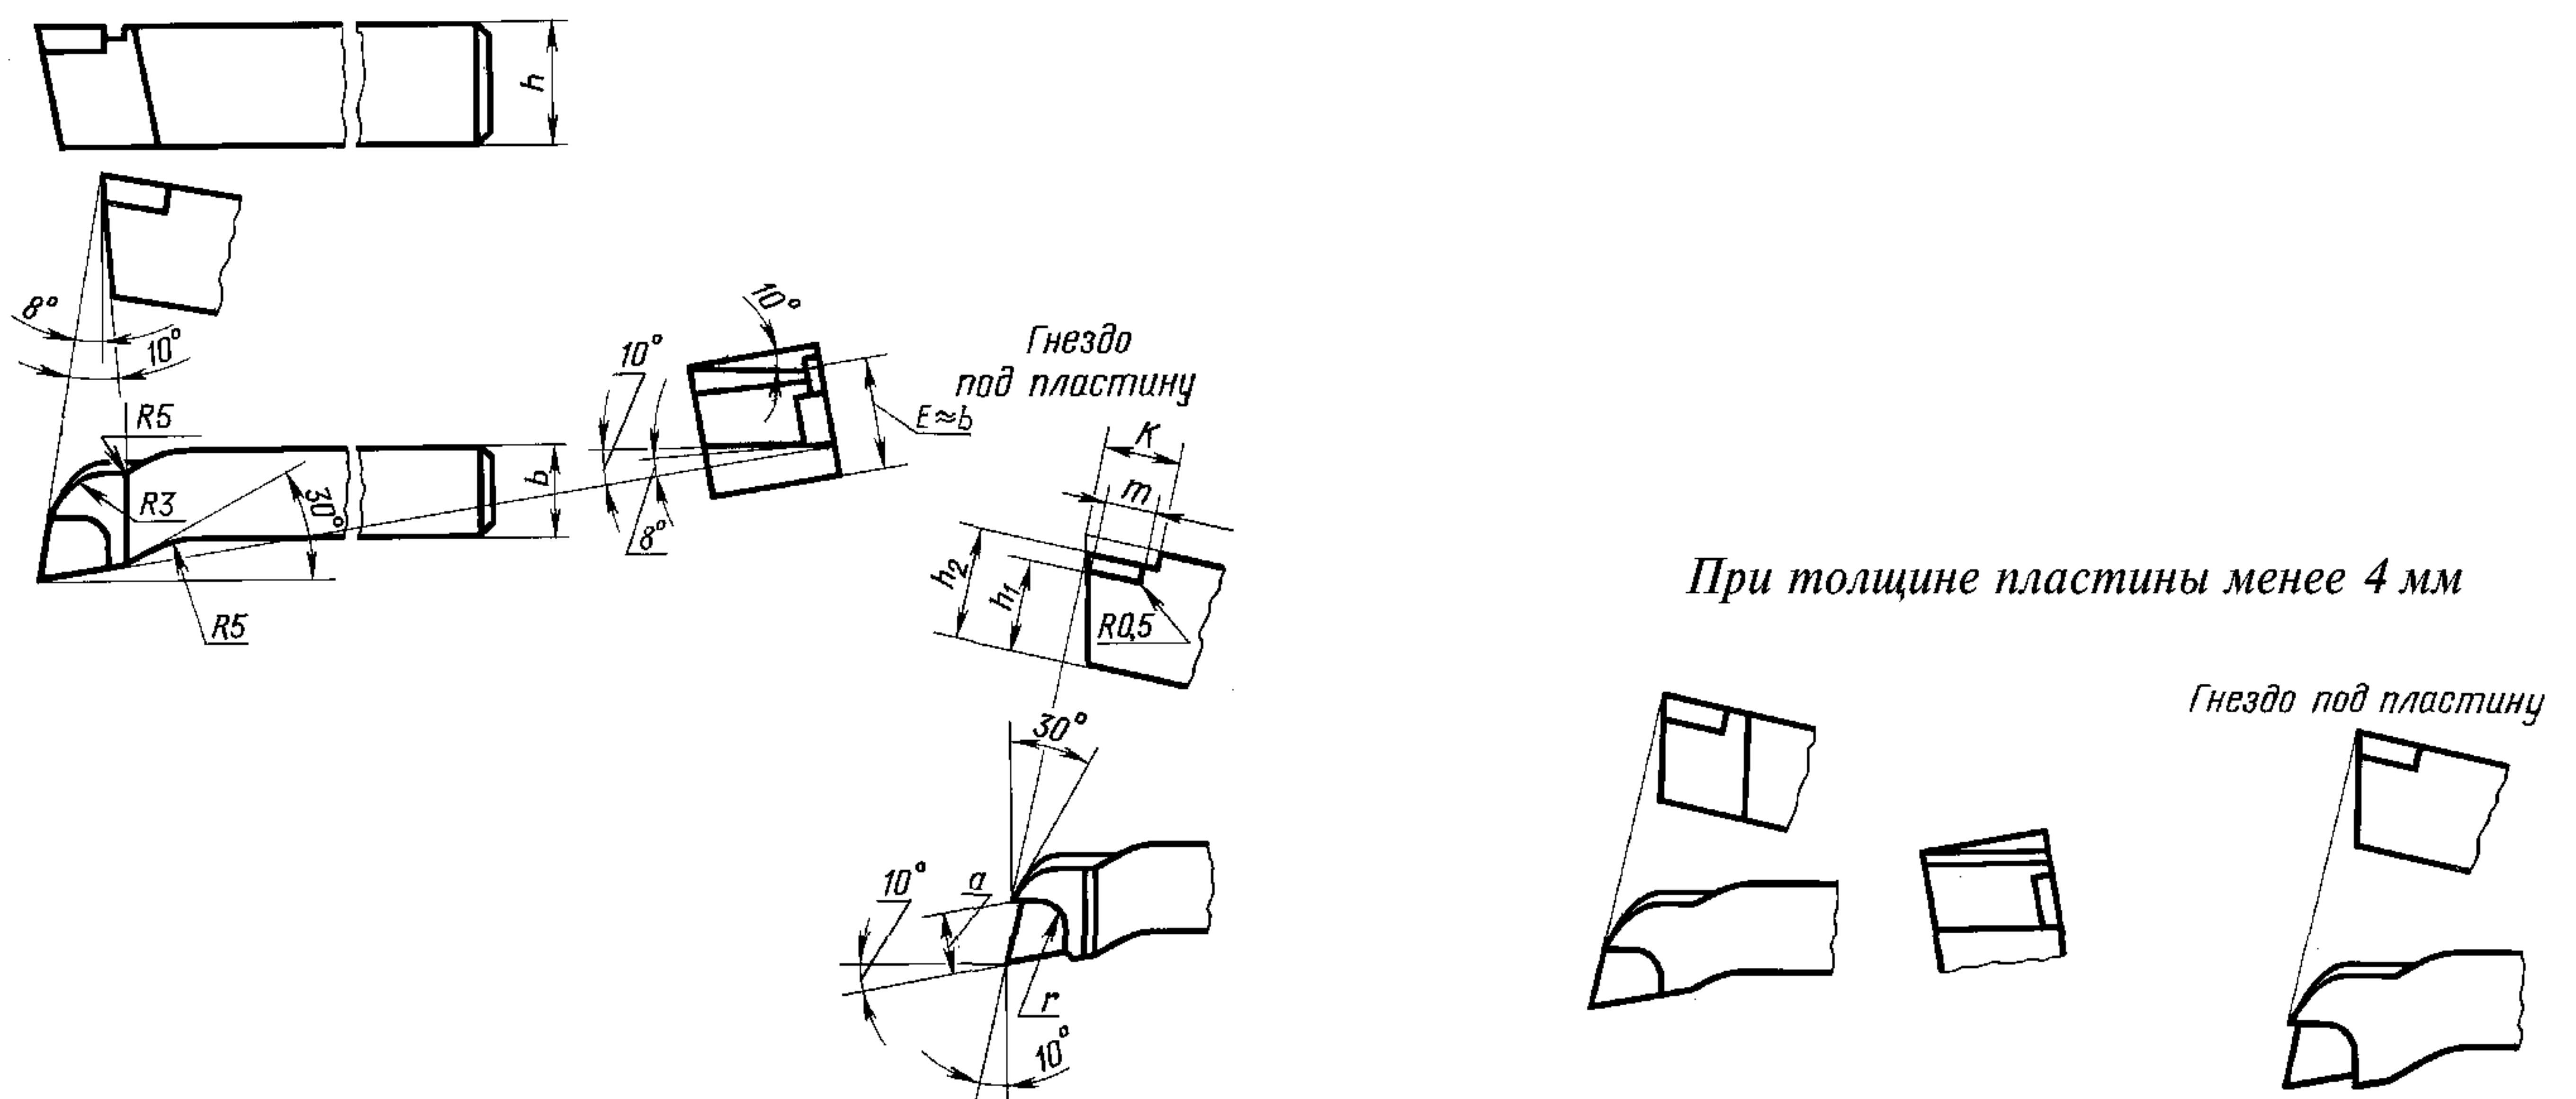 h
8°
10°
R5
R3
30°
b
R5
10°
8°
10°
E≈b
Гнездо
под пластину
K
m
h2
h1
R0,5
30°
10°
a
r
10°
При толщине пластины менее 4 мм
Гнездо под пластину